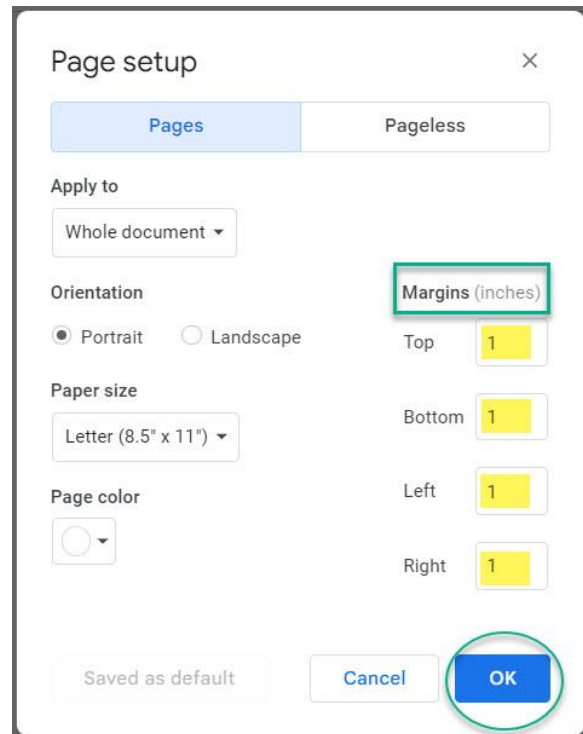 Page setup
Pages
Pageless
Apply to
Whole document
Orientation
Portrait
Landscape
Paper size
Letter (8.5" x 11")
Page color
Margins (inches)
Top 1
Bottom 1
Left 1
Right 1
Saved as default
Cancel
OK